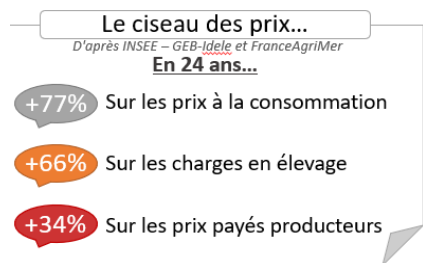 Le ciseau des prix...
D'après INSEE – GEB-Idele et FranceAgriMer
En 24 ans...
+77% Sur les prix à la consommation
+66% Sur les charges en élevage
+34% Sur les prix payés producteurs